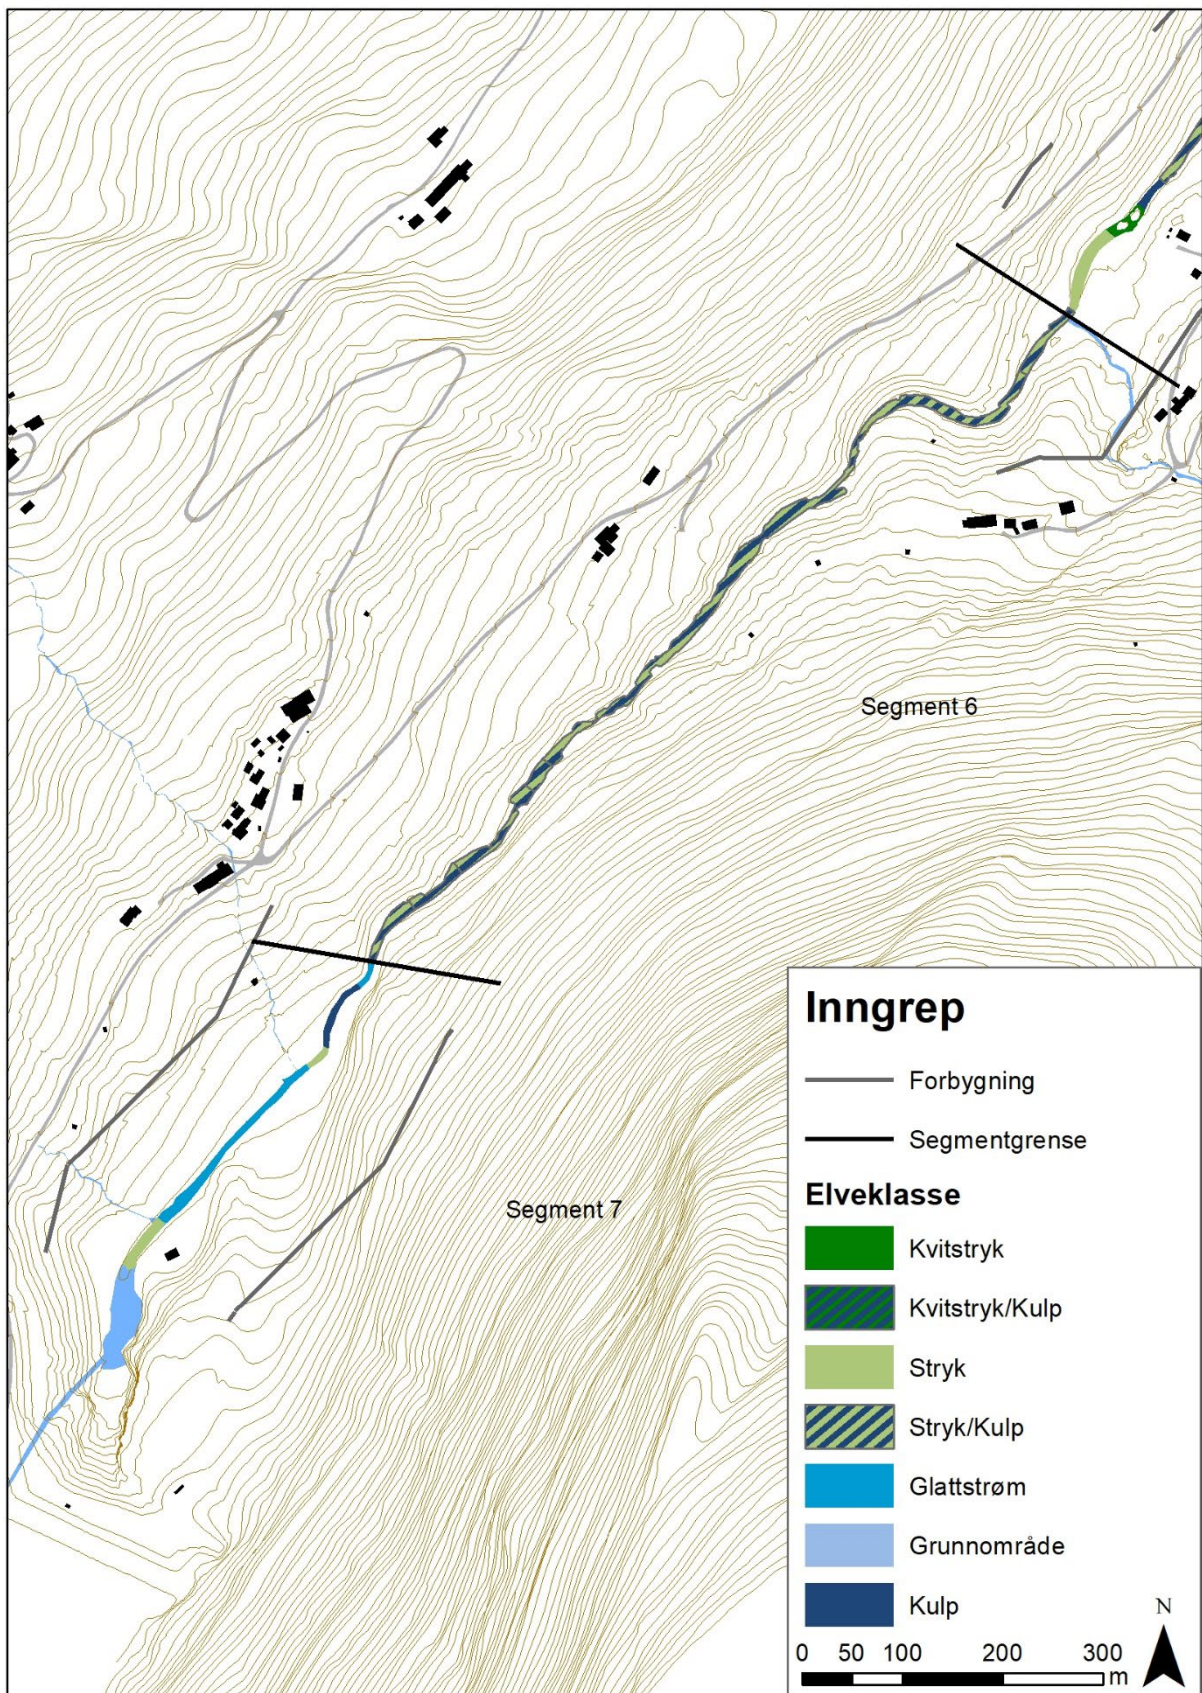 Segment 6
Segment 7
Inngrep
Forbygning
Segmentgrense
Elveklasse
Kvitstryk
Kvitstryk/Kulp
Stryk
Stryk/Kulp
Glattstrøm
Grunnområde
Kulp
N
0 50 100 200 300
m